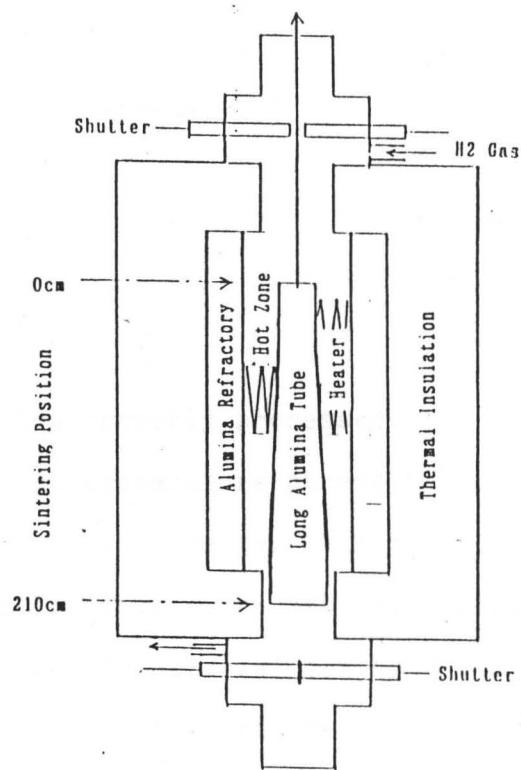 Shutter
H2 Gas
0cm
Hot Zone
Alumina Refractory
Heater
Long Alumina Tube
Thermal Insulation
Sintering Position
210cm
Shutter